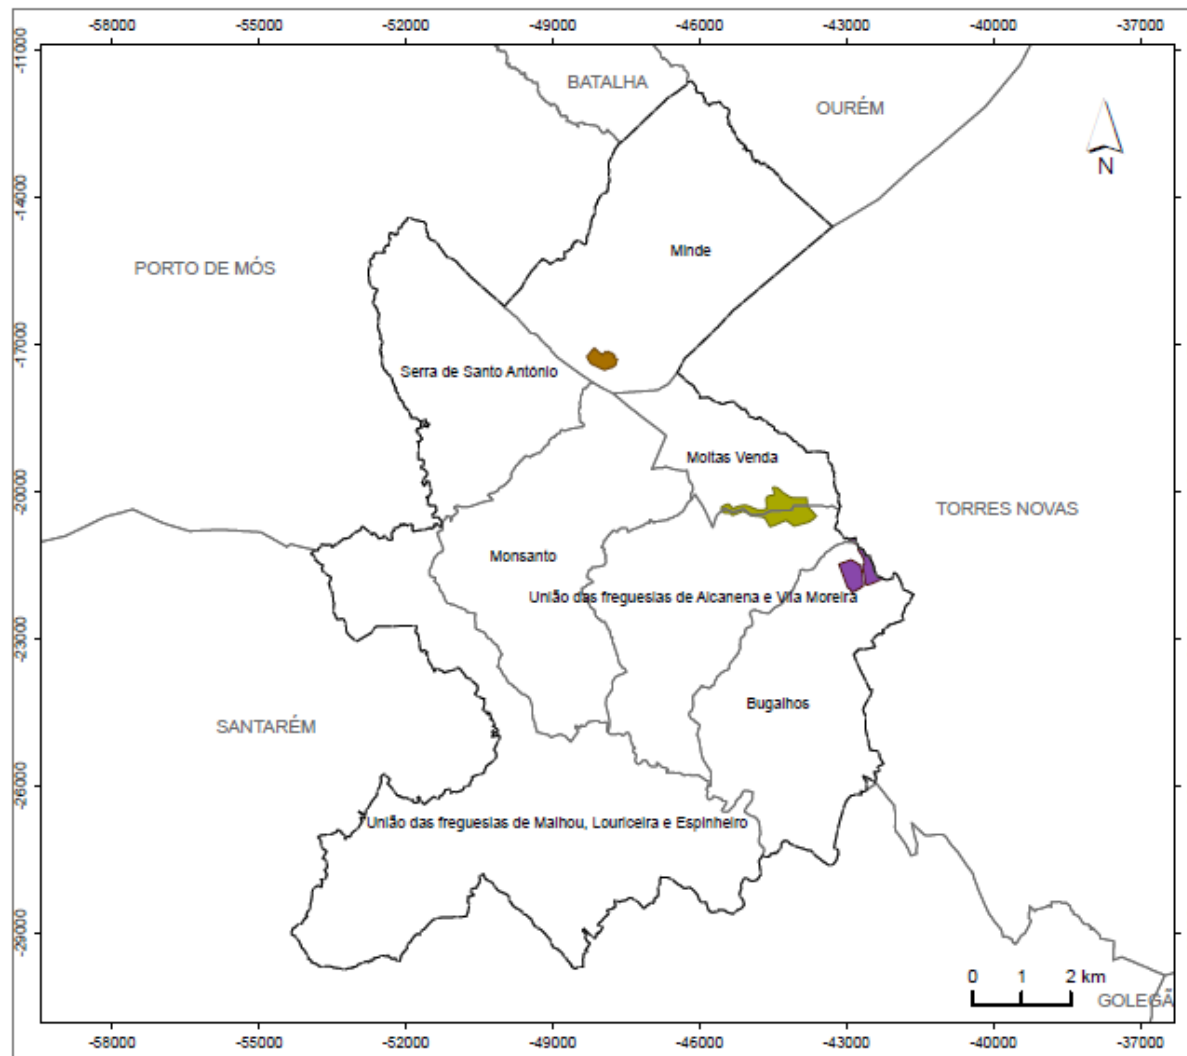 -58000 -55000 -52000 -49000 -46000 -43000 -40000 -37000
-11000
BATALHA
OURÉM
N
-14000
Minde
PORTO DE MÓS
-17000
Serra de Santo António
Moitas Venda
-20000
TORRES NOVAS
Monsanto
União das freguesias de Alcanena e Vila Moreira
-23000
Bugalhos
SANTARÉM
-26000
União das freguesias de Malhou, Louriceira e Espinheiro
-29000
0 1 2 km
GOLEGÃ
-58000 -55000 -52000 -49000 -46000 -43000 -40000 -37000